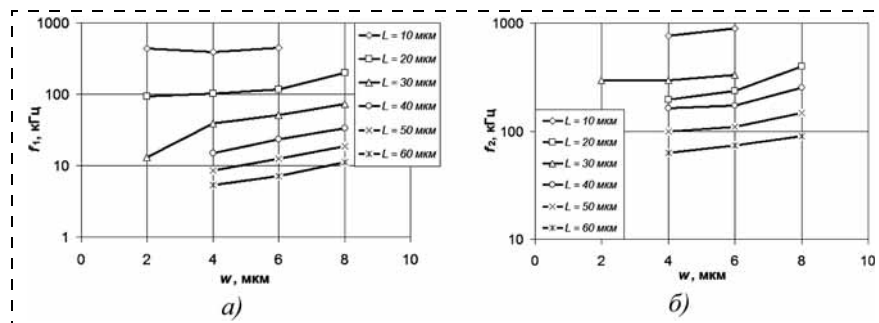 1000
100
10
1
f₁, кГц
0
2
4
6
8
10
w, мкм
L = 10 мкм
L = 20 мкм
L = 30 мкм
L = 40 мкм
L = 50 мкм
L = 60 мкм
а)
1000
100
10
f₂, кГц
0
2
4
6
8
10
w, мкм
L = 10 мкм
L = 20 мкм
L = 30 мкм
L = 40 мкм
L = 50 мкм
L = 60 мкм
б)